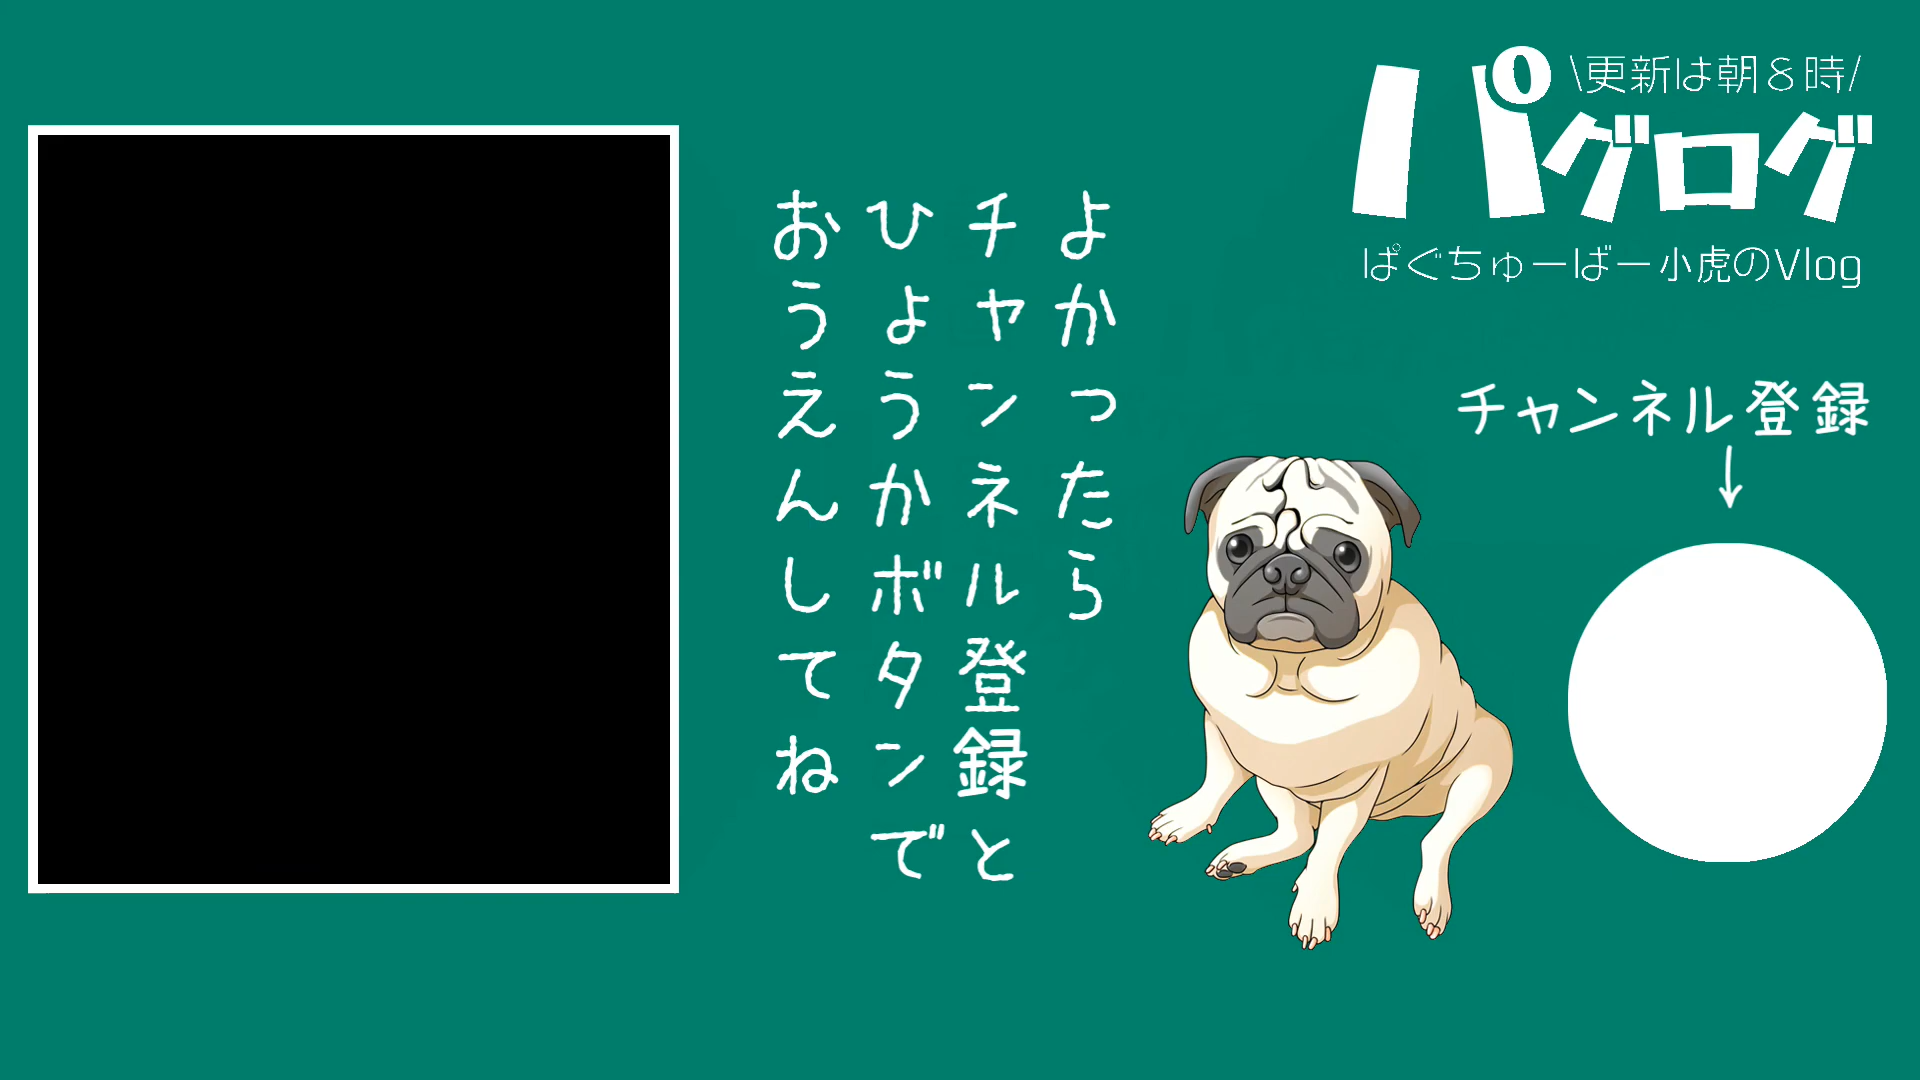 \更新は朝8時/
パグログ
ぱぐちゅーばー小虎のVlog
チャンネル登録
↓
よかったら
チャンネル登録と
ひょうかボタンで
おうえんしてね